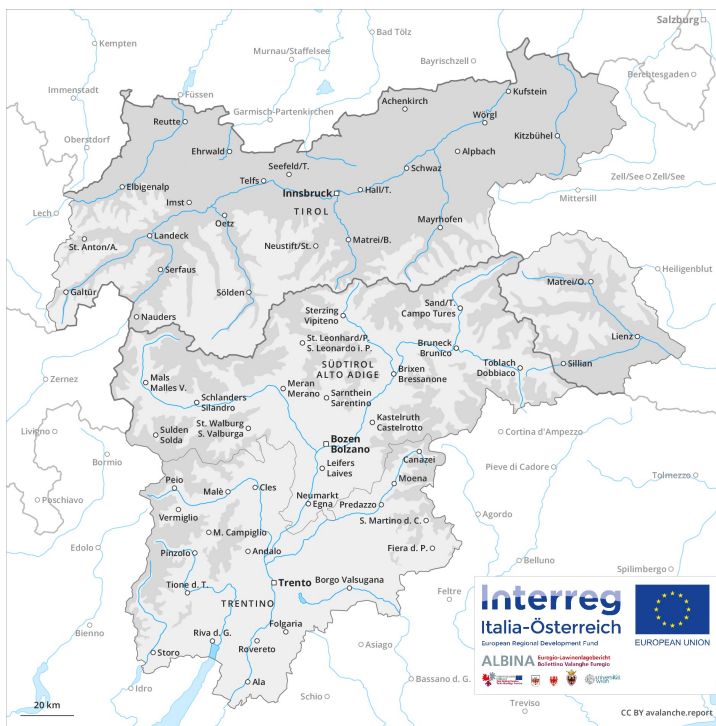 Salzburg
Bad Tölz
Kempten
Murnau/Staffelsee
Bayrischzell
Berchtesgaden
Immenstadt
Füssen
Kufstein
Achenkirch
Garmisch-Partenkirchen
Reutte
Wörgl
Oberstdorf
Kitzbühel
Ehrwald
Alpbach
Seefeld/T.
Schwaz
Zell/See
Zell/See
Telfs
Elbigenalp
Innsbruck
Hall/T.
Mittersill
Imst
TIROL
Lech
Oetz
Mayrhofen
Landeck
Matrei/B.
St. Anton/A.
Neustift/St.
Serfaus
Heiligenblut
Matrei/O.
Galtür
Sölden
Sand/T.
Campo Tures
Nauders
Sterzing
Vipiteno
Lienz
St. Leonhard/P.
S. Leonardo i. P.
Bruneck
Brunico
SÜDTIROL
ALTO ADIGE
Toblach
Dobbiaco
Sillian
Brixen
Bressanone
Zernez
Mals
Malles V.
Meran
Merano
Sarnthein
Sarentino
Schlanders
Silandro
St. Walburg
S. Valburga
Kastelruth
Castelrotto
Livigno
Sulden
Solda
Cortina d'Ampezzo
Bozen
Bolzano
Bormio
Canazei
Leifers
Laives
Pieve di Cadore
Tolmezzo
Peio
Moena
Cles
Malè
Neumarkt
Egna
Predazzo
Poschiavo
Vermiglio
Agordo
S. Martino d. C.
M. Campiglio
Edolo
Pinzolo
Andalo
Fiera d. P.
Belluno
Spilimbergo
Trento
Borgo Valsugana
Tione d. T.
Feltre
TRENTINO
Folgaria
Bienno
Riva d. G.
Rovereto
Asiago
Storo
Bassano d. G.
Ala
Idro
Schio
Treviso
20 km
Interreg
Italia-Österreich
European Regional Development Fund
EUROPEAN UNION
ALBINA
Euregio-Lawinenlagebericht
Bollettino Valanghe Euregio
CC BY avalanche.report